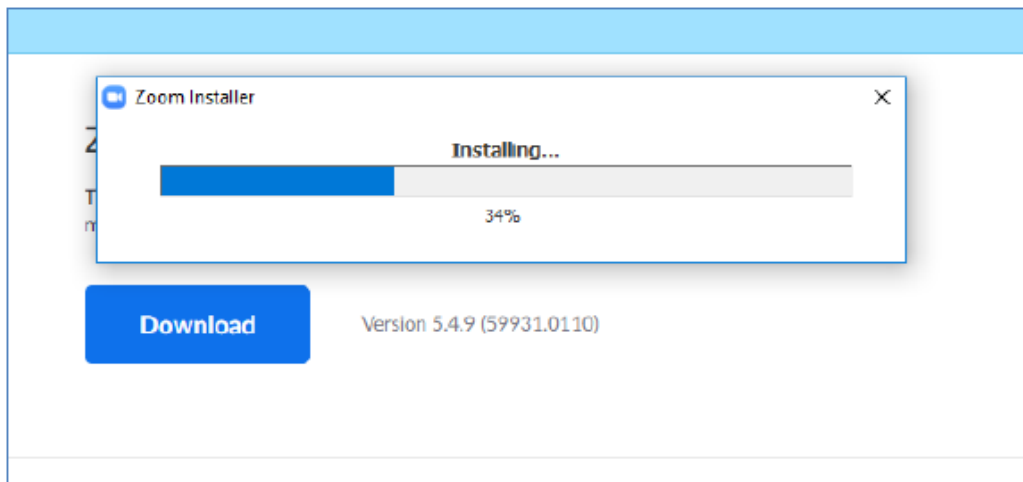 Zoom Installer
Installing...
34%
Download
Version 5.4.9 (59931.0110)